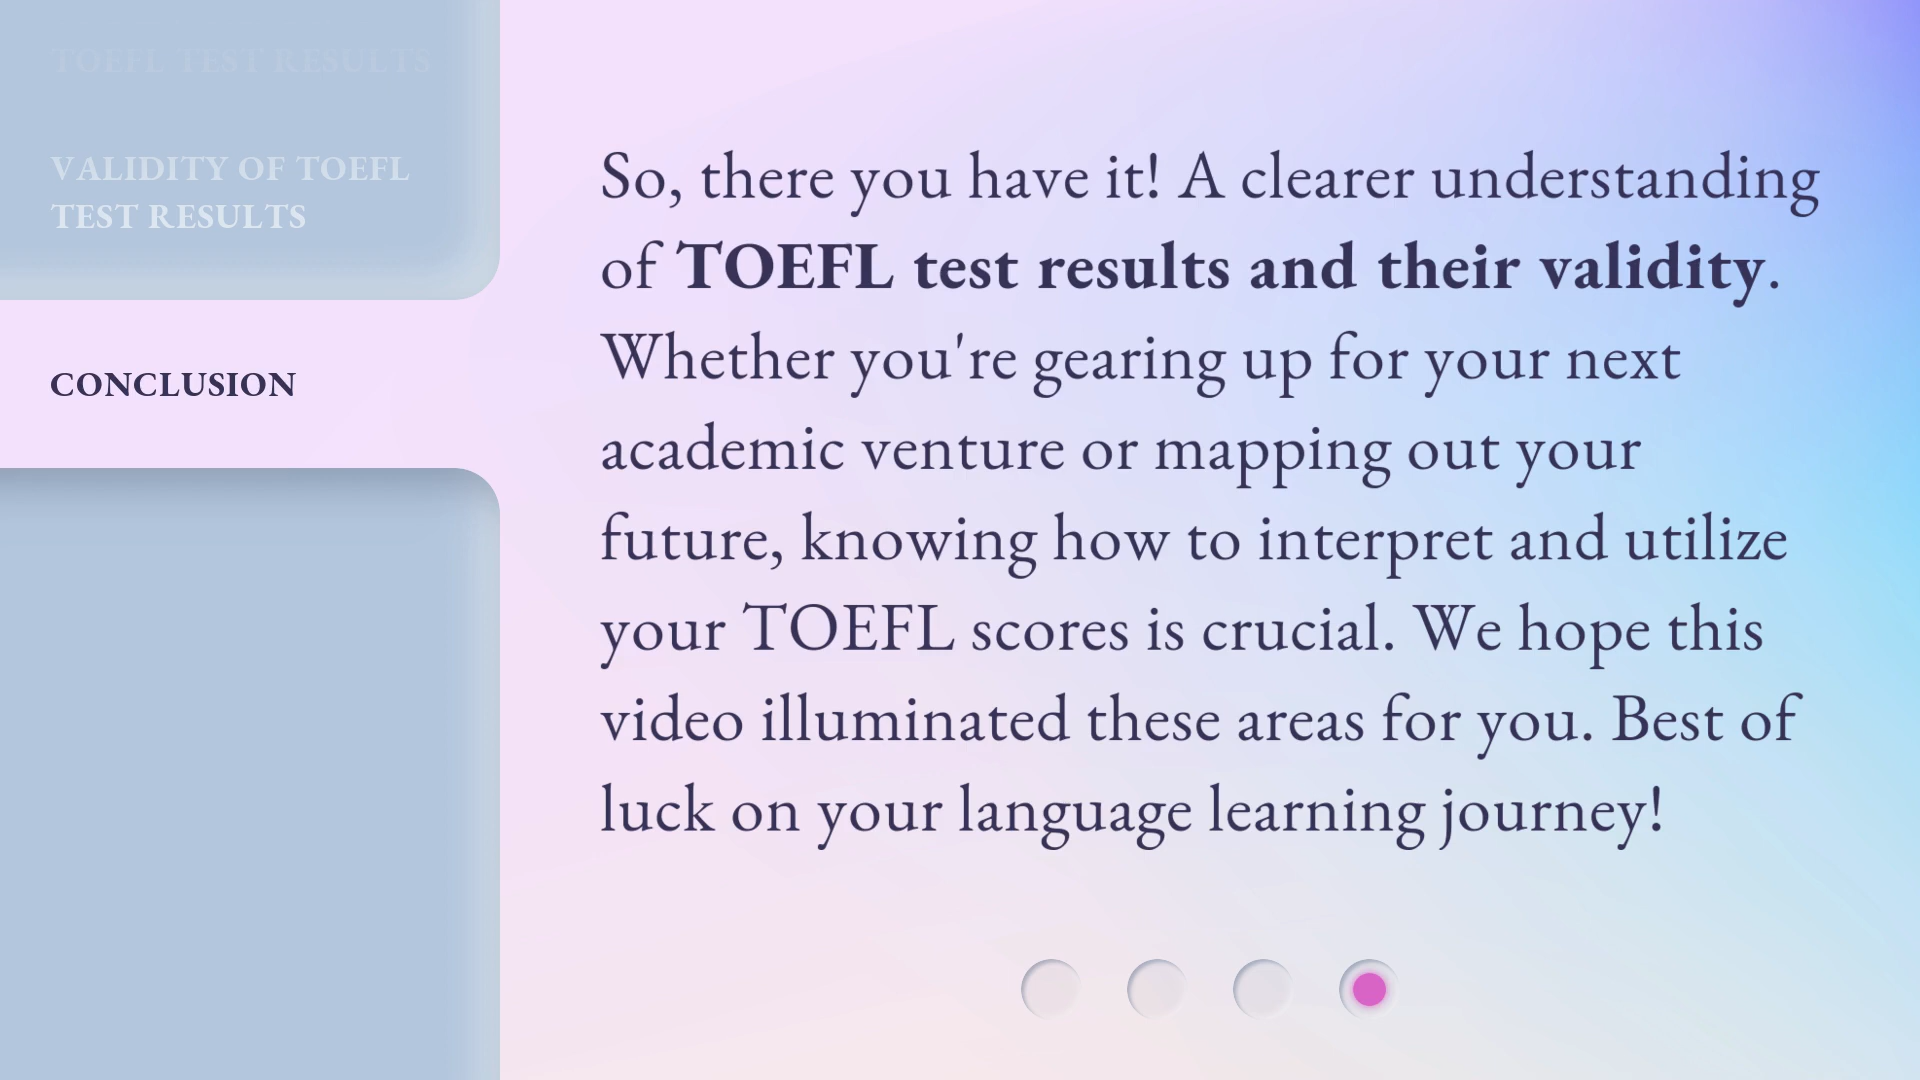 TOEFL TEST RESULTS
VALIDITY OF TOEFL
TEST RESULTS
CONCLUSION
So, there you have it! A clearer understanding
of TOEFL test results and their validity.
Whether you're gearing up for your next
academic venture or mapping out your
future, knowing how to interpret and utilize
your TOEFL scores is crucial. We hope this
video illuminated these areas for you. Best of
luck on your language learning journey!